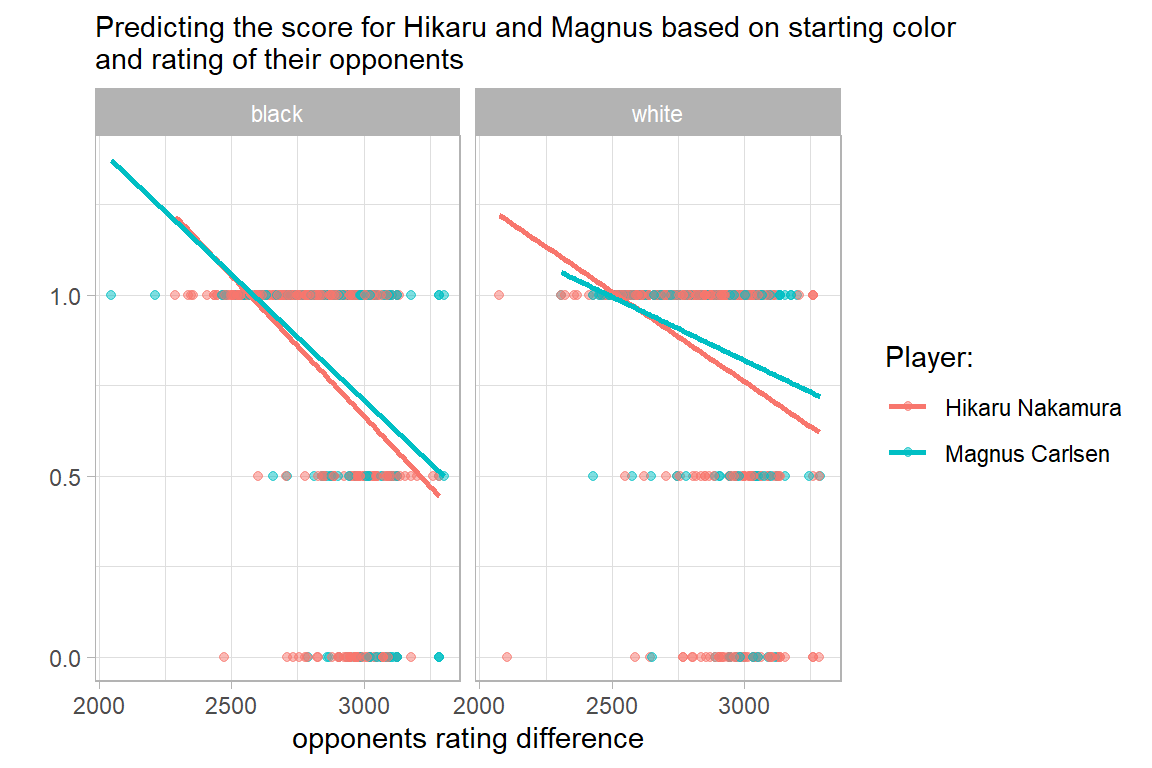 Predicting the score for Hikaru and Magnus based on starting color
and rating of their opponents
black
white
1.0
0.5
0.0
2000 2500 3000 2000 2500 3000
opponents rating difference
Player:
Hikaru Nakamura
Magnus Carlsen